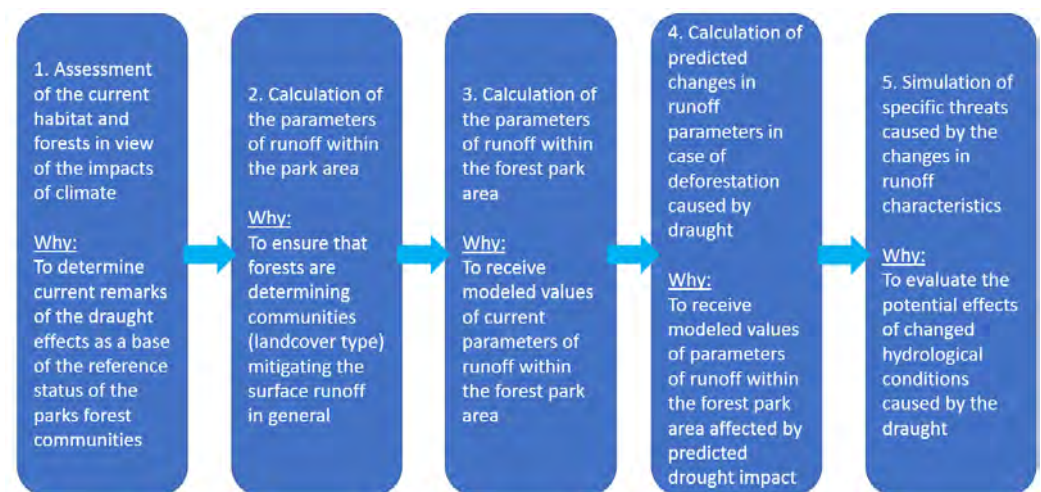 1. Assessment
of the current
habitat and
forests in view
of the impacts
of climate
Why:
To determine
current remarks
of the draught
effects as a base
of the reference
status of the
parks forest
communities
2. Calculation of
the parameters
of runoff within
the park area
Why:
To ensure that
forests are
determining
communities
(landcover type)
mitigating the
surface runoff
in general
3. Calculation of
the parameters
of runoff within
the forest park
area
Why:
To receive
modeled values
of current
parameters of
runoff within
the forest park
area
4. Calculation of
predicted
changes in
runoff
parameters in
case of
deforestation
caused by
draught
Why:
To receive
modeled values
of parameters
of runoff within
the forest park
area affected by
predicted
drought impact
5. Simulation of
specific threats
caused by the
changes in
runoff
characteristics
Why:
To evaluate the
potential effects
of changed
hydrological
conditions
caused by the
draught